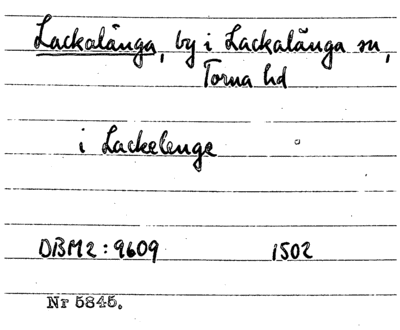 Lackalänga, by i Lackalänga sn,
Torna hd
i Lackelenge
DBM2:9609 1502
Nr 5845.